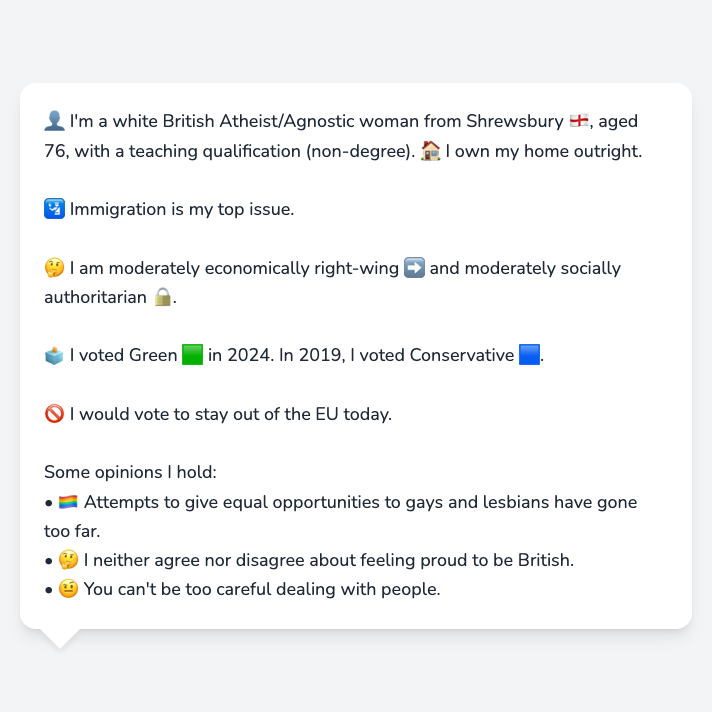 👤 I'm a white British Atheist/Agnostic woman from Shrewsbury 🏴󠁧󠁢󠁥󠁮󠁧󠁿, aged
76, with a teaching qualification (non-degree). 🏠 I own my home outright.
🛂 Immigration is my top issue.
🤔 I am moderately economically right-wing ➡️ and moderately socially
authoritarian 🔒.
🗳️ I voted Green 🟩 in 2024. In 2019, I voted Conservative 🟦.
🚫 I would vote to stay out of the EU today.
Some opinions I hold:
• 🏳️‍🌈 Attempts to give equal opportunities to gays and lesbians have gone
too far.
• 🤔 I neither agree nor disagree about feeling proud to be British.
• 🤨 You can't be too careful dealing with people.